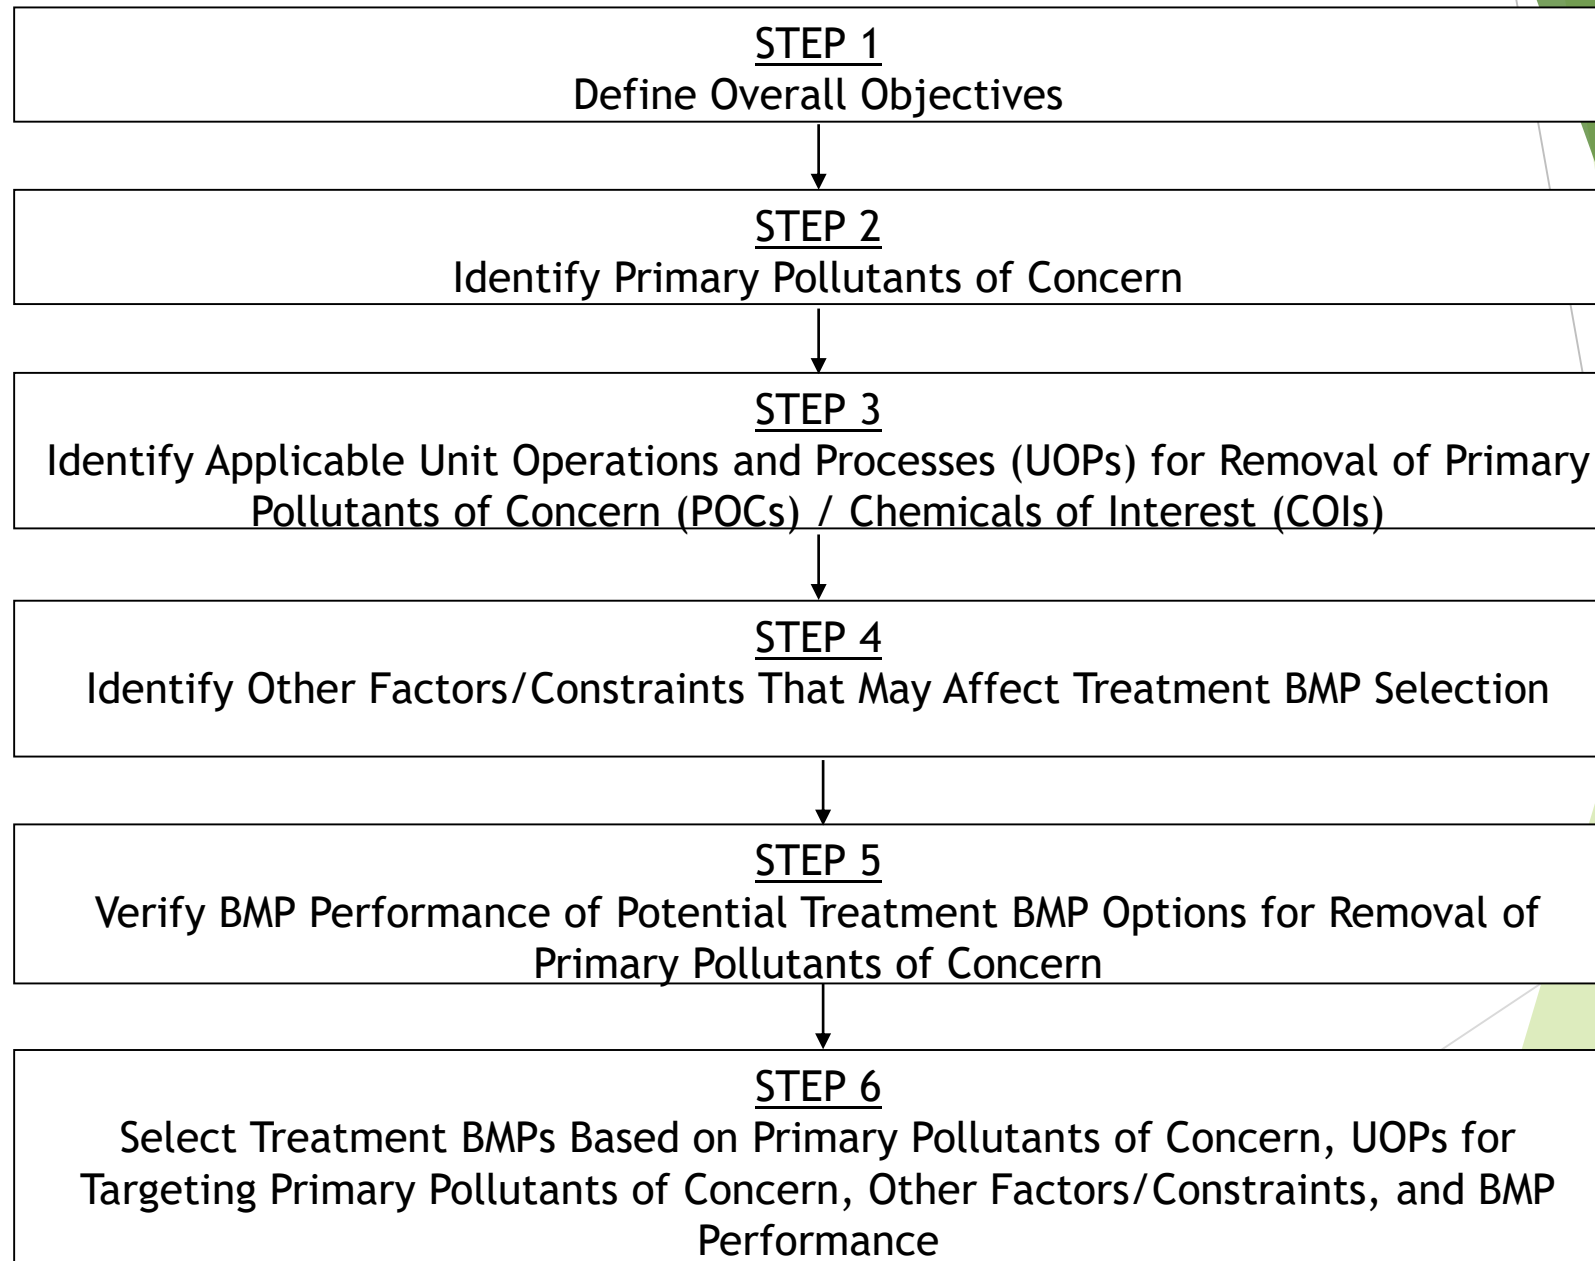 STEP 1
Define Overall Objectives
STEP 2
Identify Primary Pollutants of Concern
STEP 3
Identify Applicable Unit Operations and Processes (UOPs) for Removal of Primary
Pollutants of Concern (POCs) / Chemicals of Interest (COIs)
STEP 4
Identify Other Factors/Constraints That May Affect Treatment BMP Selection
STEP 5
Verify BMP Performance of Potential Treatment BMP Options for Removal of
Primary Pollutants of Concern
STEP 6
Select Treatment BMPs Based on Primary Pollutants of Concern, UOPs for
Targeting Primary Pollutants of Concern, Other Factors/Constraints, and BMP
Performance